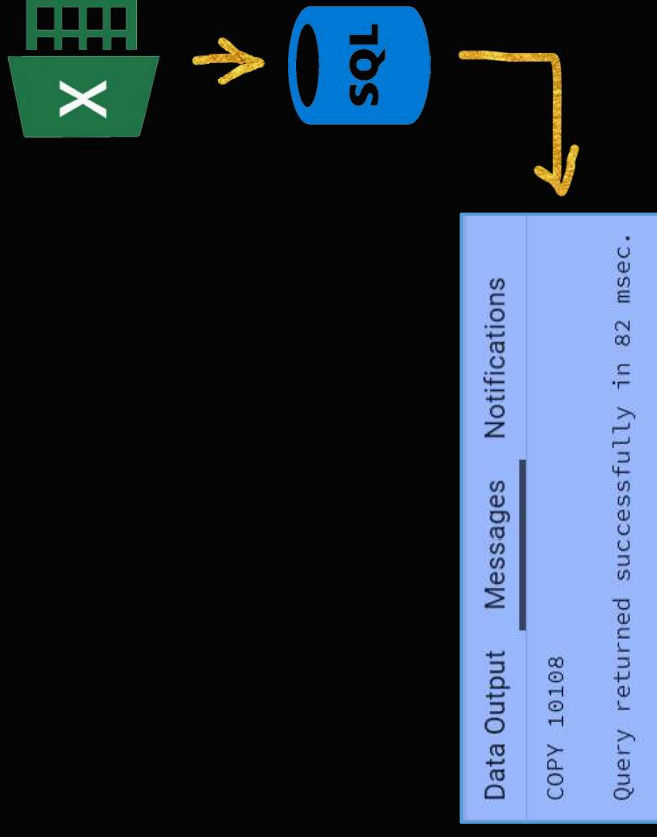 X
SQL
Data Output Messages Notifications
COPY 10108
Query returned successfully in 82 msec.